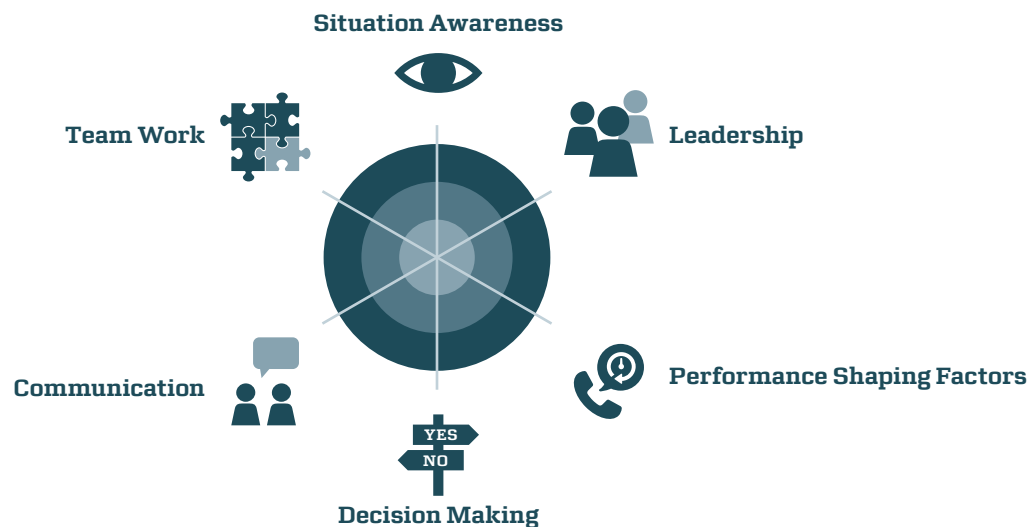 Situation Awareness
Team Work
Leadership
Communication
Performance Shaping Factors
YES
NO
Decision Making